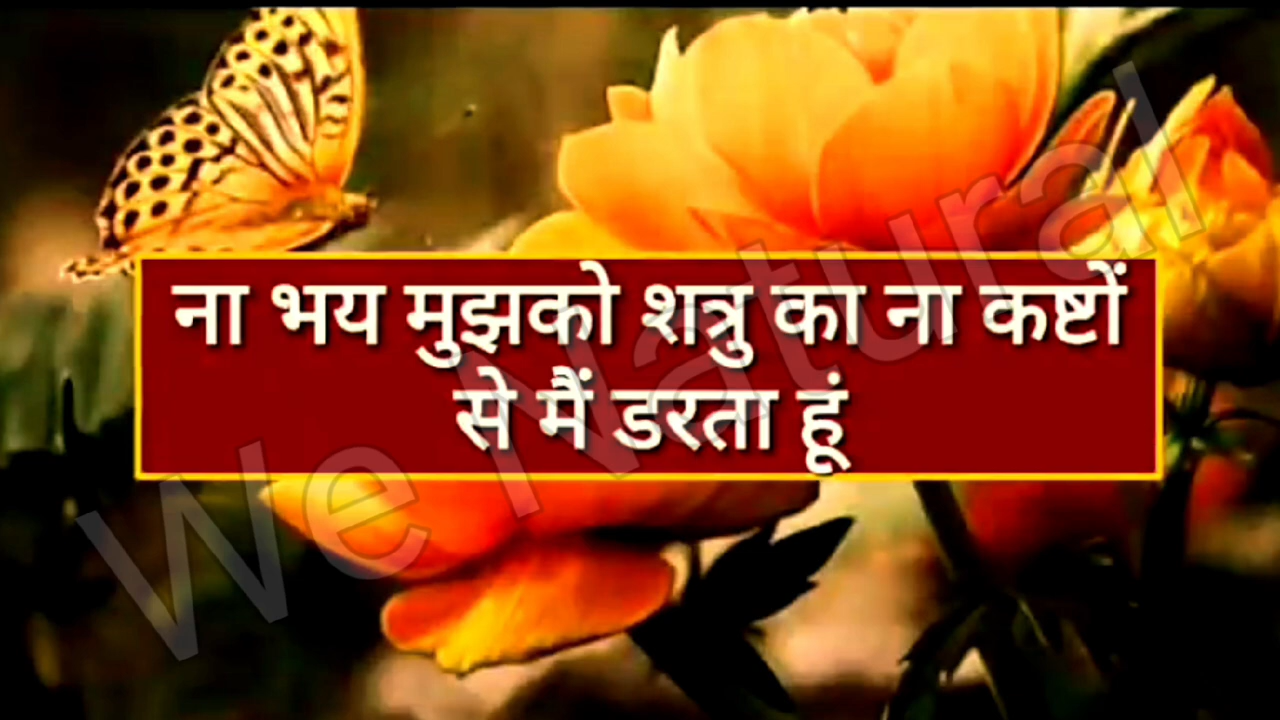 ना भय मुझको शत्रु का ना कष्टों
से मैं डरता हूं
We Natural